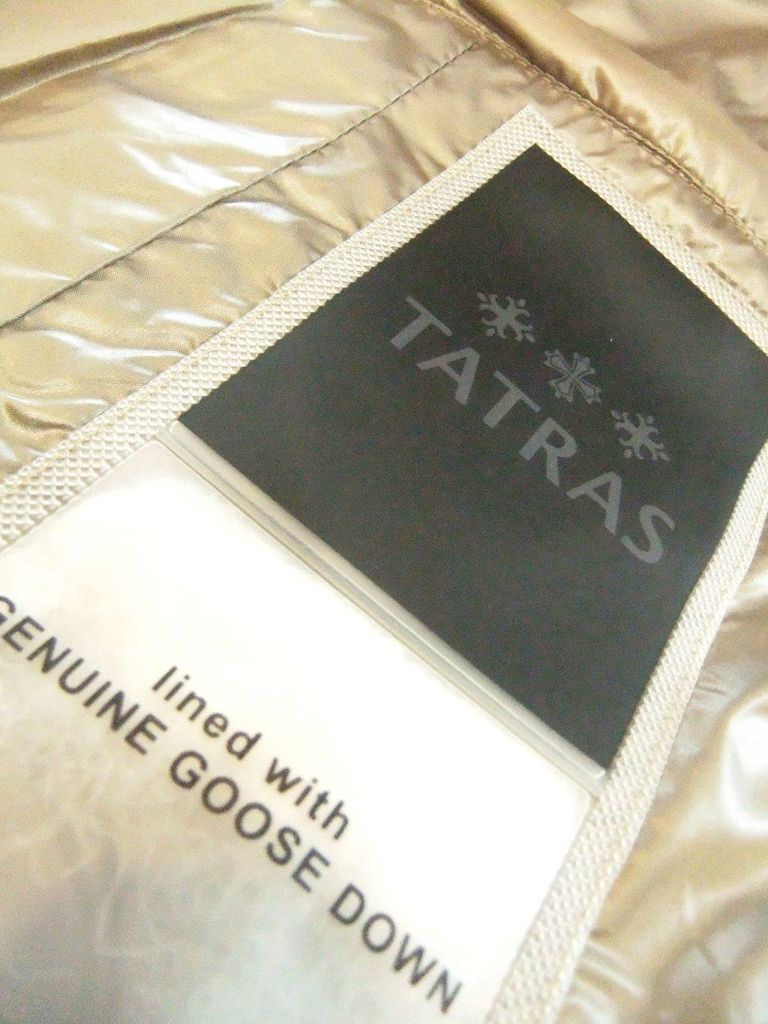 TATRAS
lined with
GENUINE GOOSE DOWN